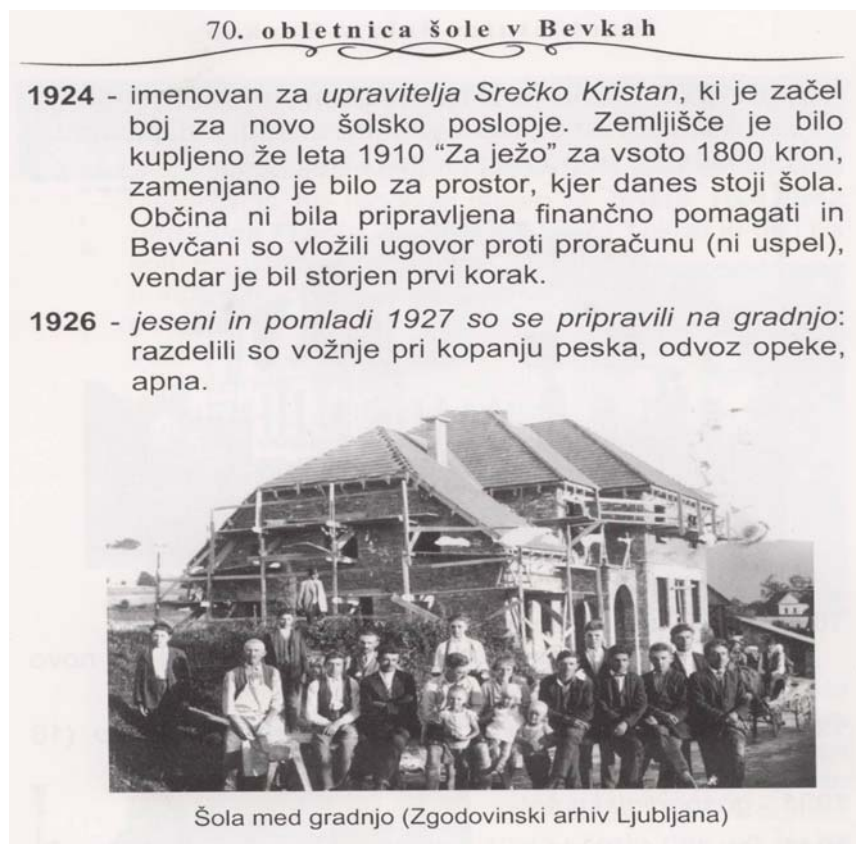 70. obletnica šole v Bevkah
1924 - imenovan za upravitelja Srečko Kristan, ki je začel
boj za novo šolsko poslopje. Zemljišče je bilo
kupljeno že leta 1910 “Za ježo” za vsoto 1800 kron,
zamenjano je bilo za prostor, kjer danes stoji šola.
Občina ni bila pripravljena finančno pomagati in
Bevčani so vložili ugovor proti proračunu (ni uspel),
vendar je bil storjen prvi korak.
1926 - jeseni in pomladi 1927 so se pripravili na gradnjo:
razdelili so vožnje pri kopanju peska, odvoz opeke,
apna.
Šola med gradnjo (Zgodovinski arhiv Ljubljana)